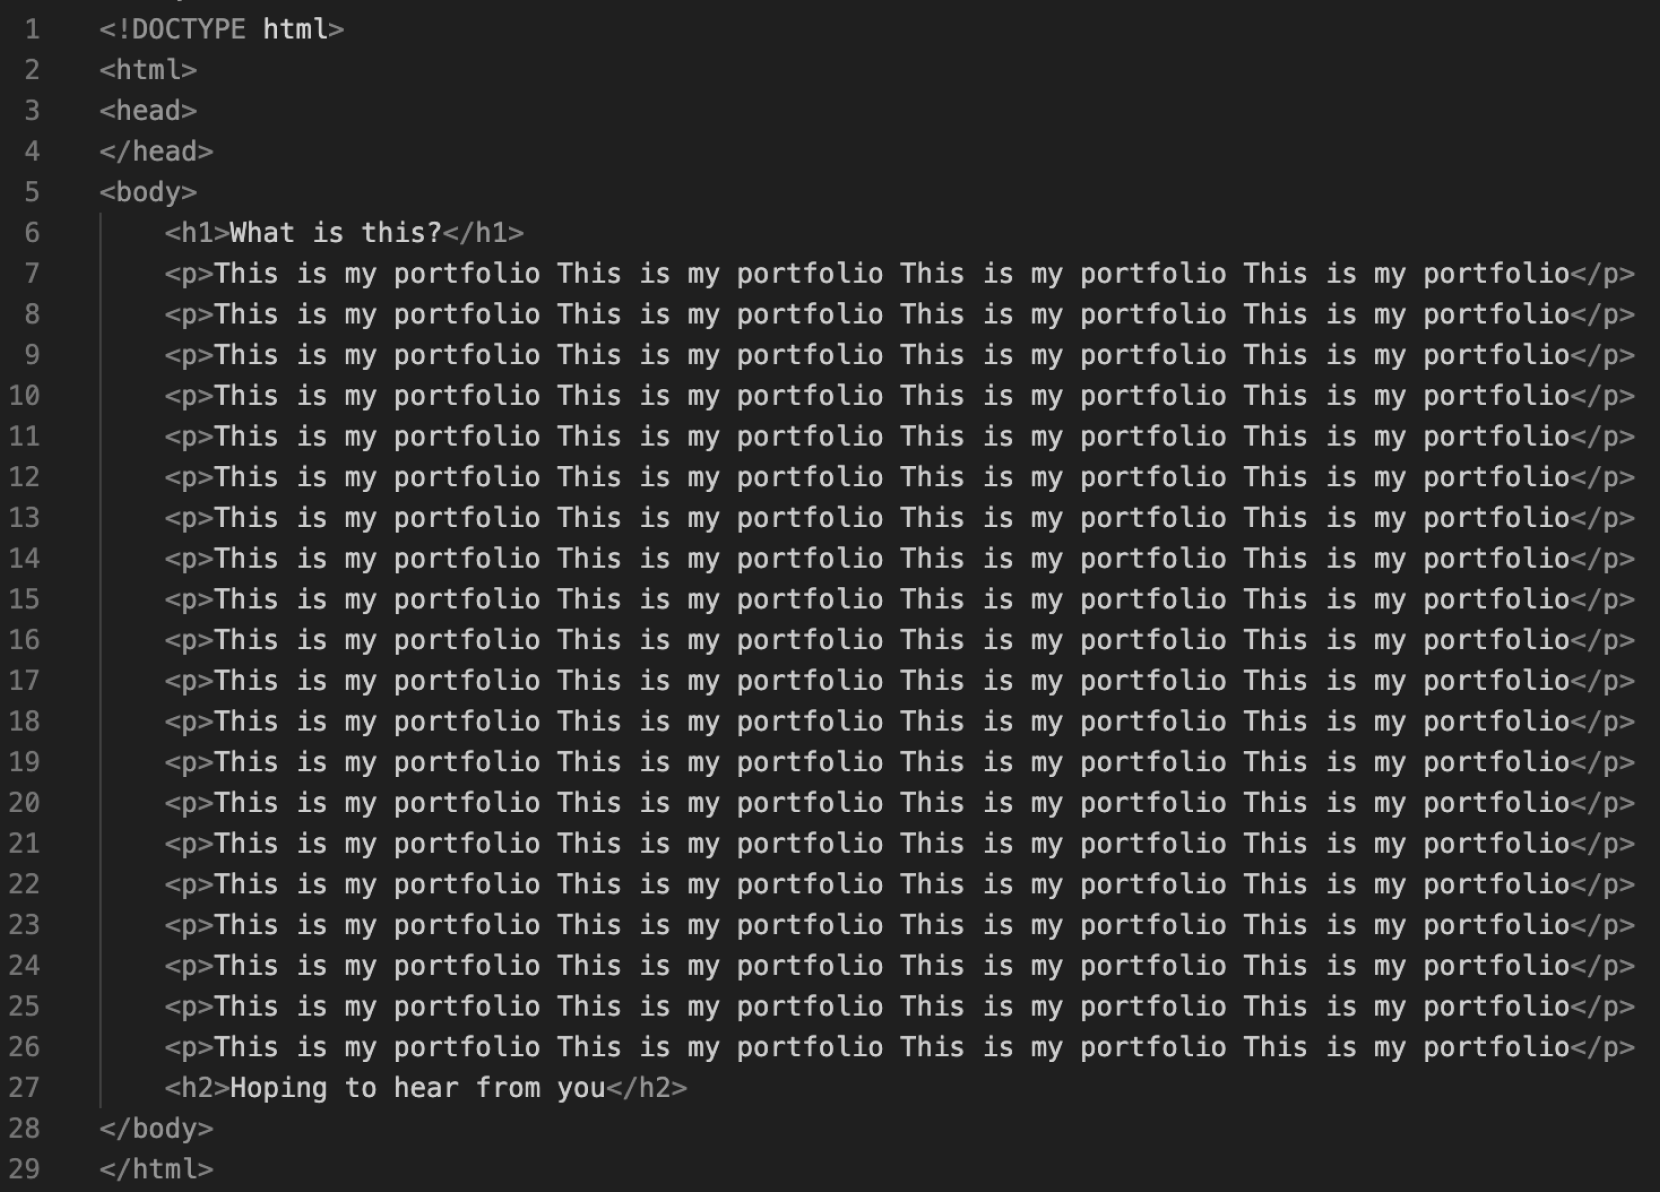 1 <!DOCTYPE html>
2 <html>
3 <head>
4 </head>
5 <body>
6 <h1>What is this?</h1>
7 <p>This is my portfolio This is my portfolio This is my portfolio This is my portfolio</p>
8 <p>This is my portfolio This is my portfolio This is my portfolio This is my portfolio</p>
9 <p>This is my portfolio This is my portfolio This is my portfolio This is my portfolio</p>
10 <p>This is my portfolio This is my portfolio This is my portfolio This is my portfolio</p>
11 <p>This is my portfolio This is my portfolio This is my portfolio This is my portfolio</p>
12 <p>This is my portfolio This is my portfolio This is my portfolio This is my portfolio</p>
13 <p>This is my portfolio This is my portfolio This is my portfolio This is my portfolio</p>
14 <p>This is my portfolio This is my portfolio This is my portfolio This is my portfolio</p>
15 <p>This is my portfolio This is my portfolio This is my portfolio This is my portfolio</p>
16 <p>This is my portfolio This is my portfolio This is my portfolio This is my portfolio</p>
17 <p>This is my portfolio This is my portfolio This is my portfolio This is my portfolio</p>
18 <p>This is my portfolio This is my portfolio This is my portfolio This is my portfolio</p>
19 <p>This is my portfolio This is my portfolio This is my portfolio This is my portfolio</p>
20 <p>This is my portfolio This is my portfolio This is my portfolio This is my portfolio</p>
21 <p>This is my portfolio This is my portfolio This is my portfolio This is my portfolio</p>
22 <p>This is my portfolio This is my portfolio This is my portfolio This is my portfolio</p>
23 <p>This is my portfolio This is my portfolio This is my portfolio This is my portfolio</p>
24 <p>This is my portfolio This is my portfolio This is my portfolio This is my portfolio</p>
25 <p>This is my portfolio This is my portfolio This is my portfolio This is my portfolio</p>
26 <p>This is my portfolio This is my portfolio This is my portfolio This is my portfolio</p>
27 <h2>Hoping to hear from you</h2>
28 </body>
29 </html>